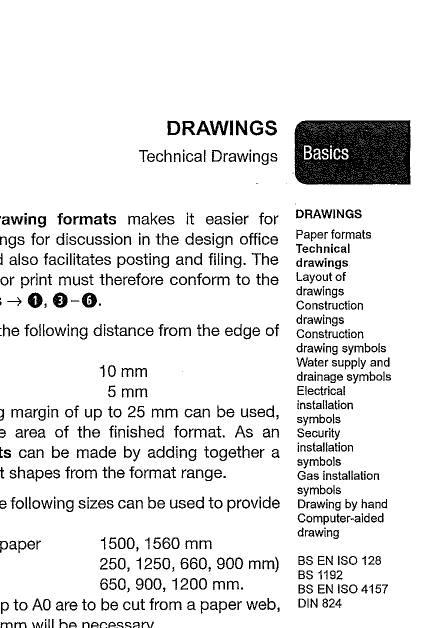 DRAWINGS
Technical Drawings
Basics
rawing formats makes it easier for
ngs for discussion in the design office
d also facilitates posting and filing. The
or print must therefore conform to the
s → ❶, ❸–❻.
the following distance from the edge of
10 mm
5 mm
g margin of up to 25 mm can be used,
e area of the finished format. As an
ts can be made by adding together a
t shapes from the format range.
e following sizes can be used to provide
paper 1500, 1560 mm
250, 1250, 660, 900 mm)
650, 900, 1200 mm.
p to A0 are to be cut from a paper web,
mm will be necessary
DRAWINGS
Paper formats
Technical
drawings
Layout of
drawings
Construction
drawings
Construction
drawing symbols
Water supply and
drainage symbols
Electrical
installation
symbols
Security
installation
symbols
Gas installation
symbols
Drawing by hand
Computer-aided
drawing
BS EN ISO 128
BS 1192
BS EN ISO 4157
DIN 824